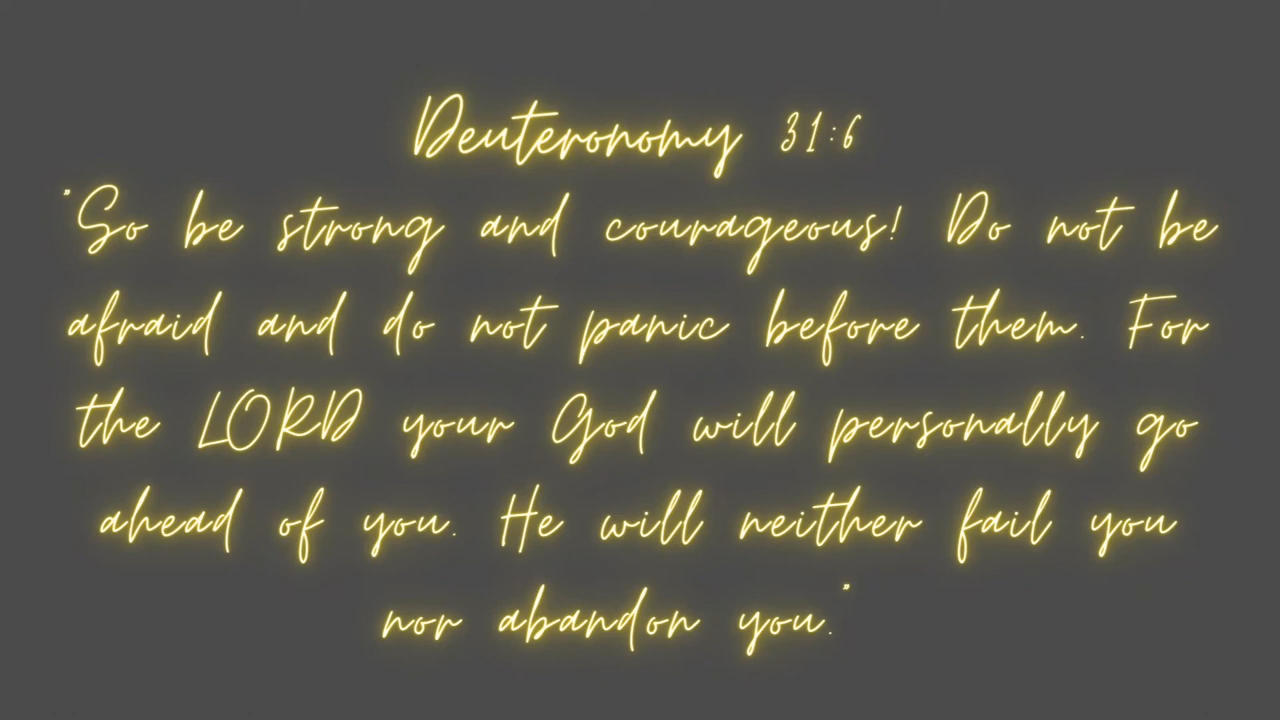 Deuteronomy 31:6
"So be strong and courageous! Do not be
afraid and do not panic before them. For
the LORD your God will personally go
ahead of you. He will neither fail you
nor abandon you."